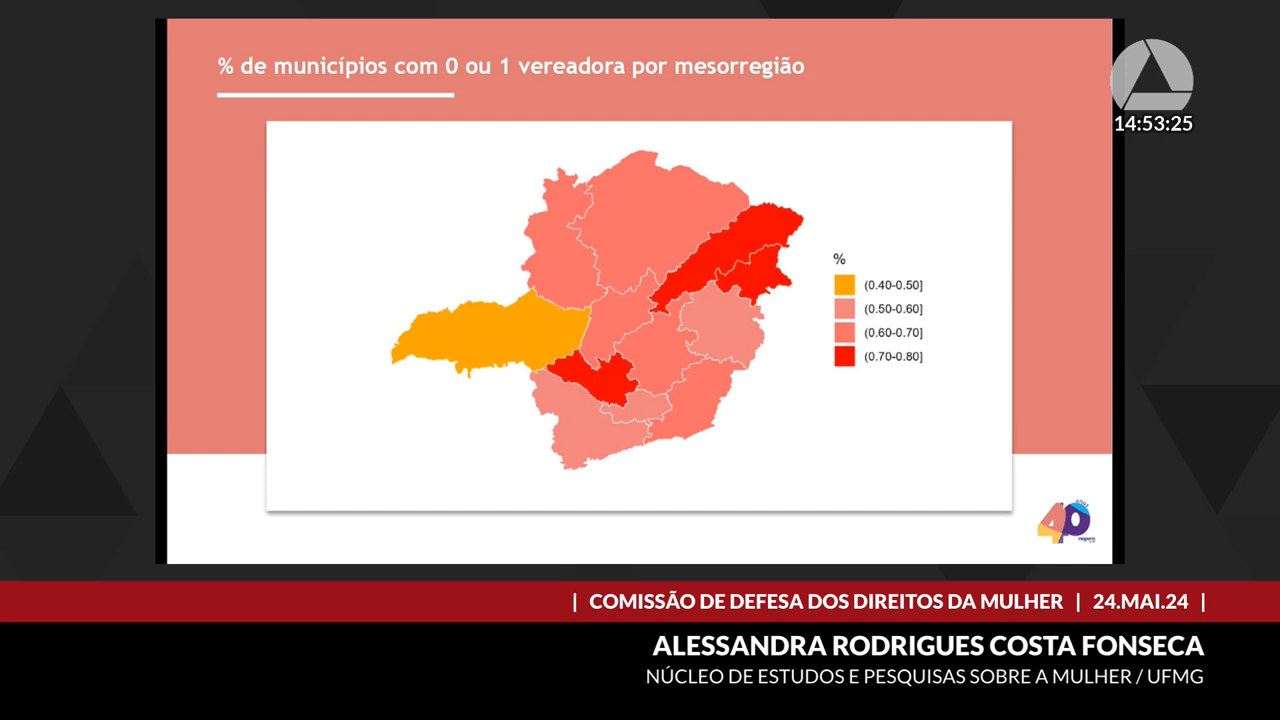 % de municípios com 0 ou 1 vereadora por mesorregião
14:53:25
%
(0.40-0.50]
(0.50-0.60]
(0.60-0.70]
(0.70-0.80]
40
anos
| COMISSÃO DE DEFESA DOS DIREITOS DA MULHER | 24.MAI.24 |
ALESSANDRA RODRIGUES COSTA FONSECA
NÚCLEO DE ESTUDOS E PESQUISAS SOBRE A MULHER / UFMG